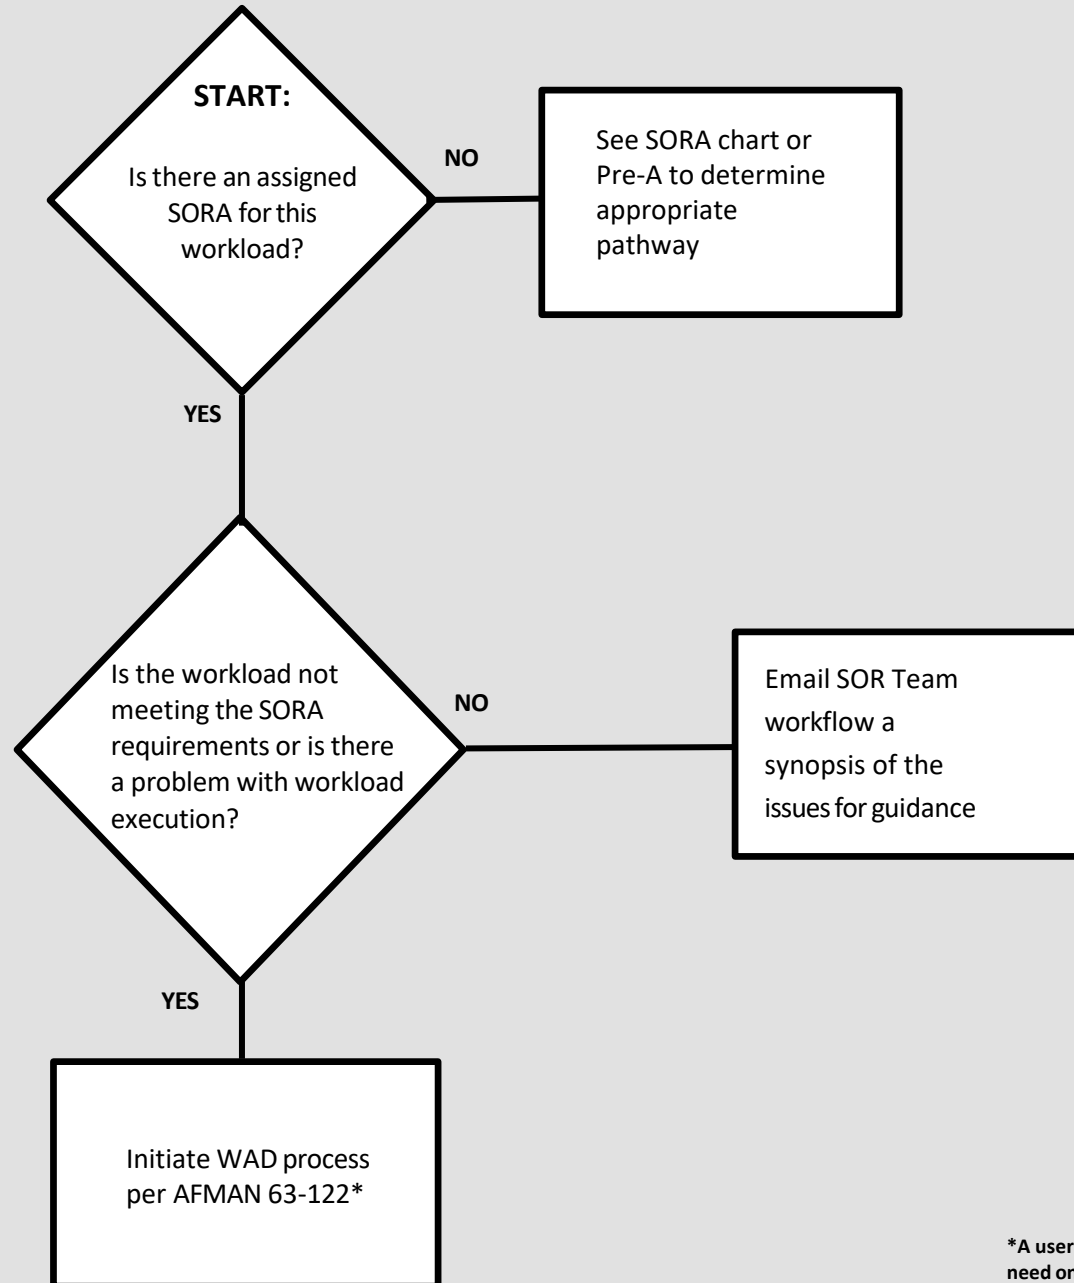 START:
Is there an assigned
SORA for this
workload?
NO
See SORA chart or
Pre-A to determine
appropriate
pathway
YES
Is the workload not
meeting the SORA
requirements or is there
a problem with workload
execution?
NO
Email SOR Team
workflow a
synopsis of the
issues for guidance
YES
Initiate WAD process
per AFMAN 63-122*
*A user
need or